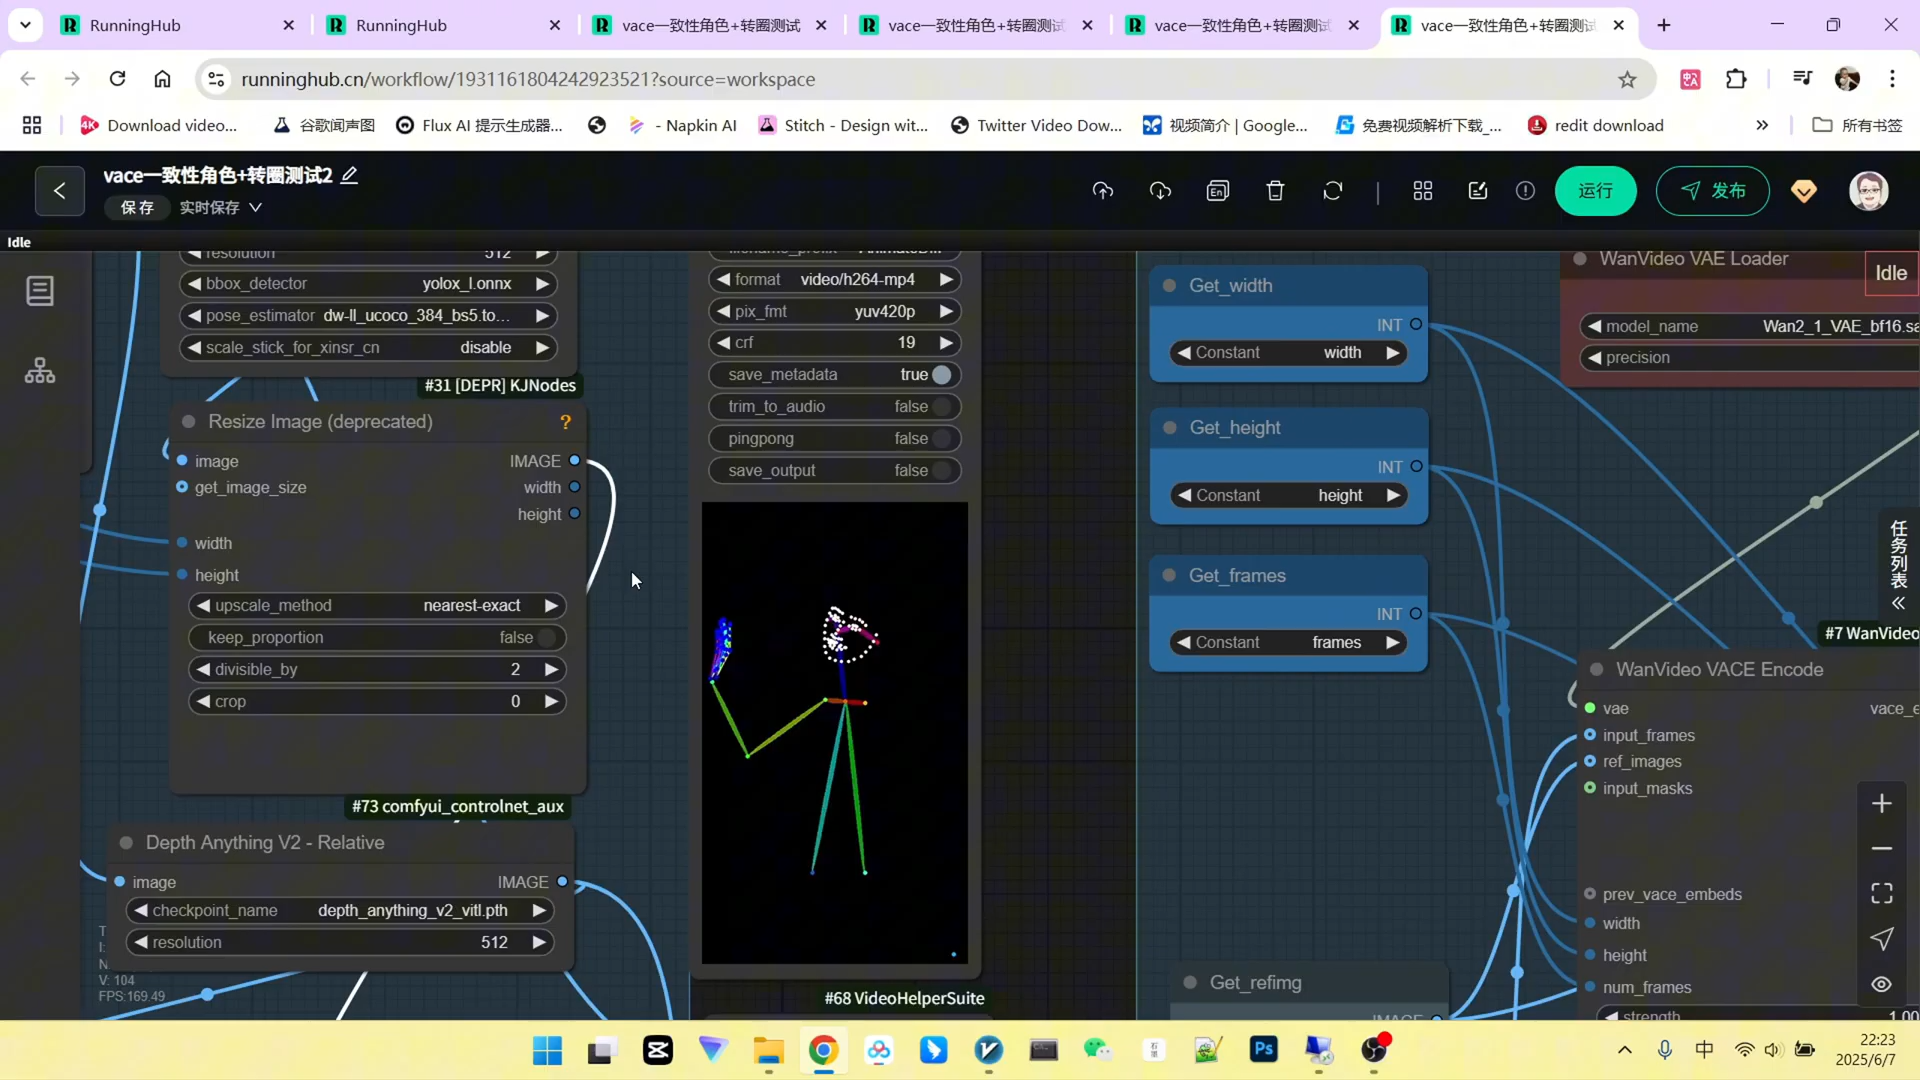 RunningHub
RunningHub
vace一致性角色+转圈测试
vace一致性角色+转圈测试
vace一致性角色+转圈测试
vace一致性角色+转圈测试
runninghub.cn/workflow/1931161804242923521?source=workspace
Download video...
谷歌闻声图
Flux AI 提示生成器...
- Napkin AI
Stitch - Design wit...
Twitter Video Dow...
视频简介 | Google...
免费视频解析下载_...
redit download
所有书签
vace一致性角色+转圈测试2
保存
实时保存
En
运行
发布
Idle
resolution 512
bbox_detector yolox_l.onnx
pose_estimator dw-ll_ucoco_384_bs5.to...
scale_stick_for_xinsr_cn disable
#31 [DEPR] KJNodes
Resize Image (deprecated) ?
image IMAGE
get_image_size width
height
width
height
upscale_method nearest-exact
keep_proportion false
divisible_by 2
crop 0
#73 comfyui_controlnet_aux
Depth Anything V2 - Relative
image IMAGE
checkpoint_name depth_anything_v2_vitl.pth
resolution 512
V: 104
FPS:169.49
format video/h264-mp4
pix_fmt yuv420p
crf 19
save_metadata true
trim_to_audio false
pingpong false
save_output false
#68 VideoHelperSuite
Get_width
INT
Constant width
Get_height
INT
Constant height
Get_frames
INT
Constant frames
Get_refimg
IMAGE
WanVideo VAE Loader
Idle
model_name Wan2_1_VAE_bf16.sa
precision
任务列表
#7 WanVideo
WanVideo VACE Encode
vae vace_e
input_frames
ref_images
input_masks
prev_vace_embeds
width
height
num_frames
strength 1.00
Ps
中
22:23
2025/6/7